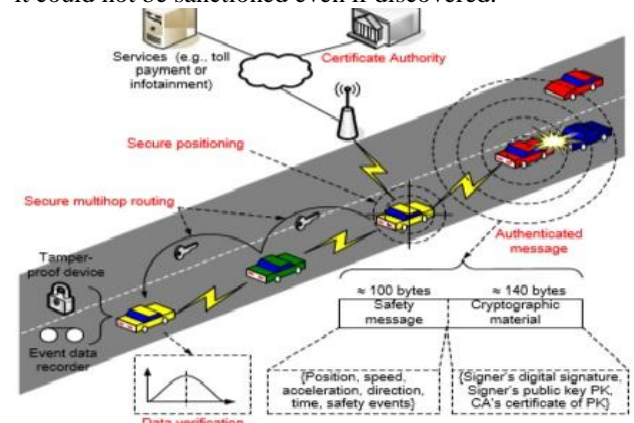 it could not be sanctioned even if discovered.
Services (e.g., toll
payment or
infotainment)
Certificate Authority
Secure positioning
Secure multihop routing
Authenticated
message
Tamper-
proof device
≈ 100 bytes
≈ 140 bytes
Safety
message
Cryptographic
material
Event data
recorder
{Position, speed,
acceleration, direction,
time, safety events}
{Signer's digital signature,
Signer's public key PK,
CA's certificate of PK}
Data verification